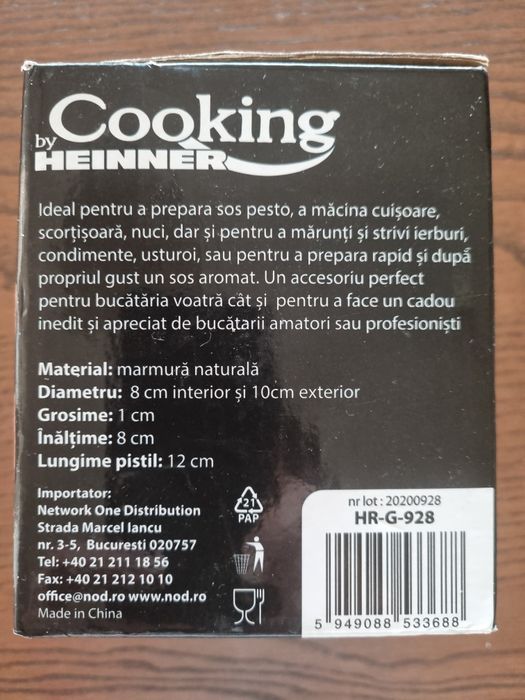 Cooking
by
HEINNER
Ideal pentru a prepara sos pesto, a măcina cuișoare,
scorțișoară, nuci, dar și pentru a mărunți si strivi ierburi,
condimente, usturoi, sau pentru a prepara rapid și după
propriul gust un sos aromat. Un accesoriu perfect
pentru bucătăria voatră cât și pentru a face un cadou
inedit și apreciat de bucătarii amatori sau profesioniști
Material: marmură naturală
Diametru: 8 cm interior și 10cm exterior
Grosime: 1 cm
Înălțime: 8 cm
Lungime pistil: 12 cm
Importator:
Network One Distribution
Strada Marcel Iancu
nr. 3-5, Bucuresti 020757
Tel: +40 21 211 18 56
Fax: +40 21 212 10 10
office@nod.ro www.nod.ro
Made in China
21
PAP
nr lot : 20200928
HR-G-928
5 949088 533688